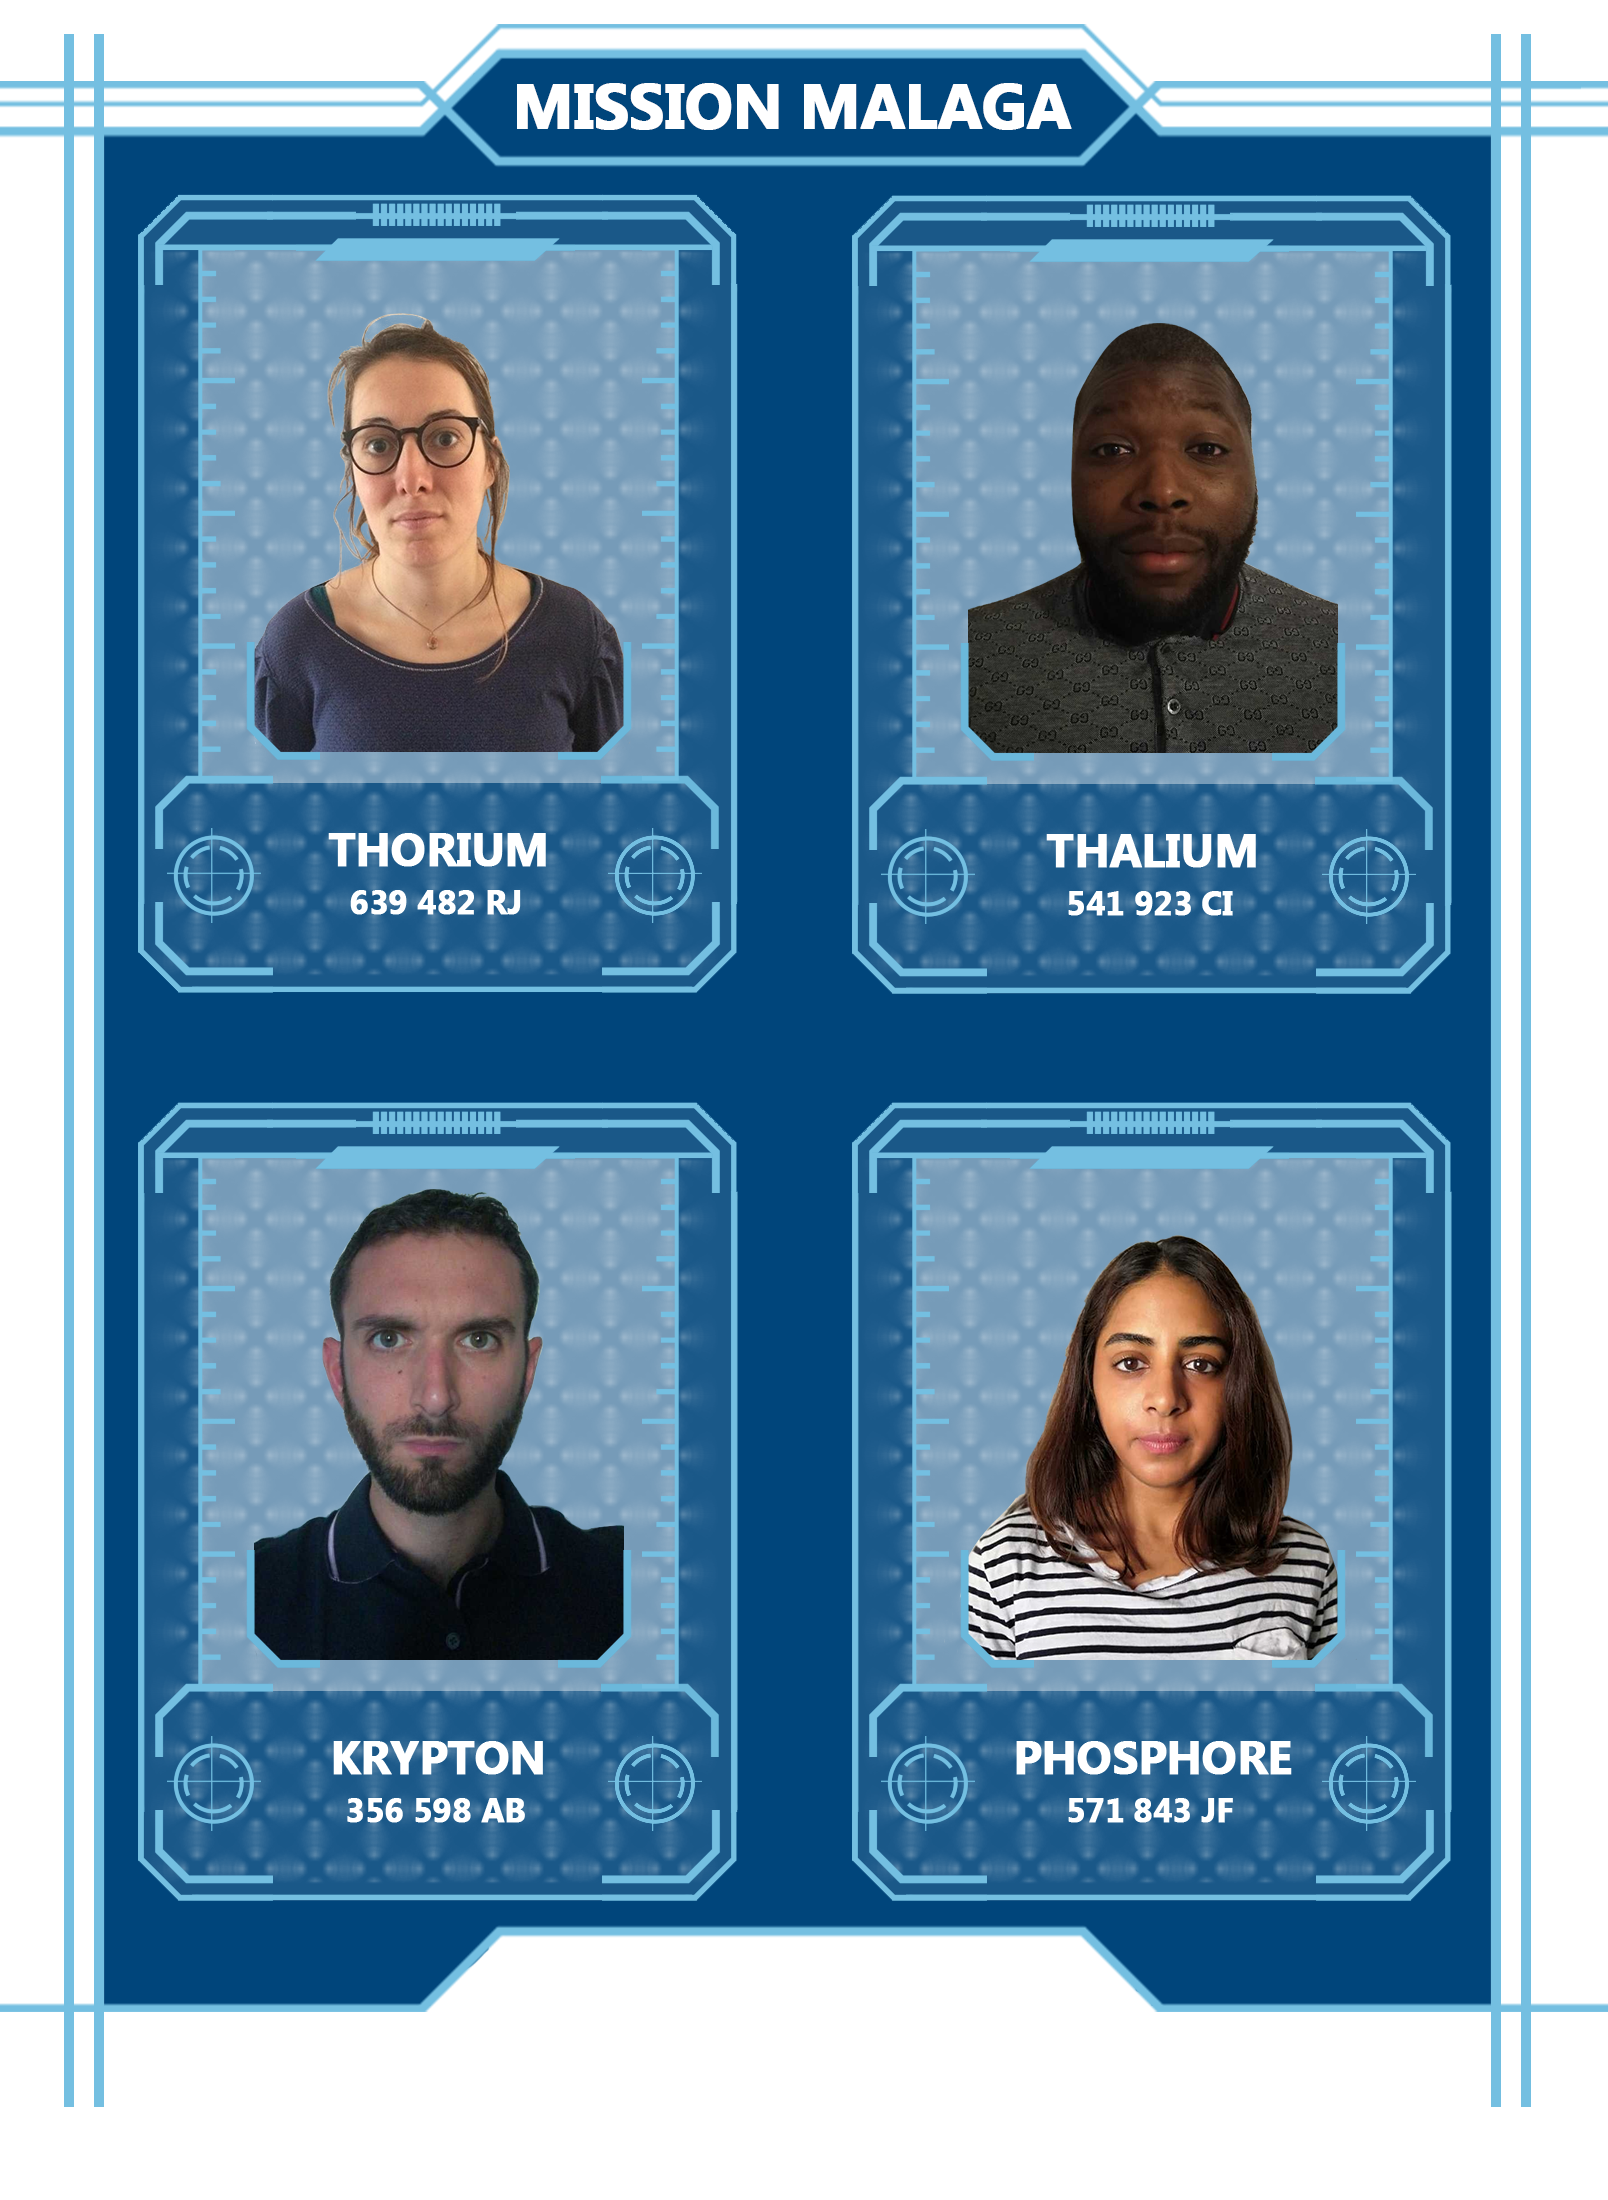 MISSION MALAGA
THORIUM
639 482 RJ
THALIUM
541 923 CI
KRYPTON
356 598 AB
PHOSPHORE
571 843 JF